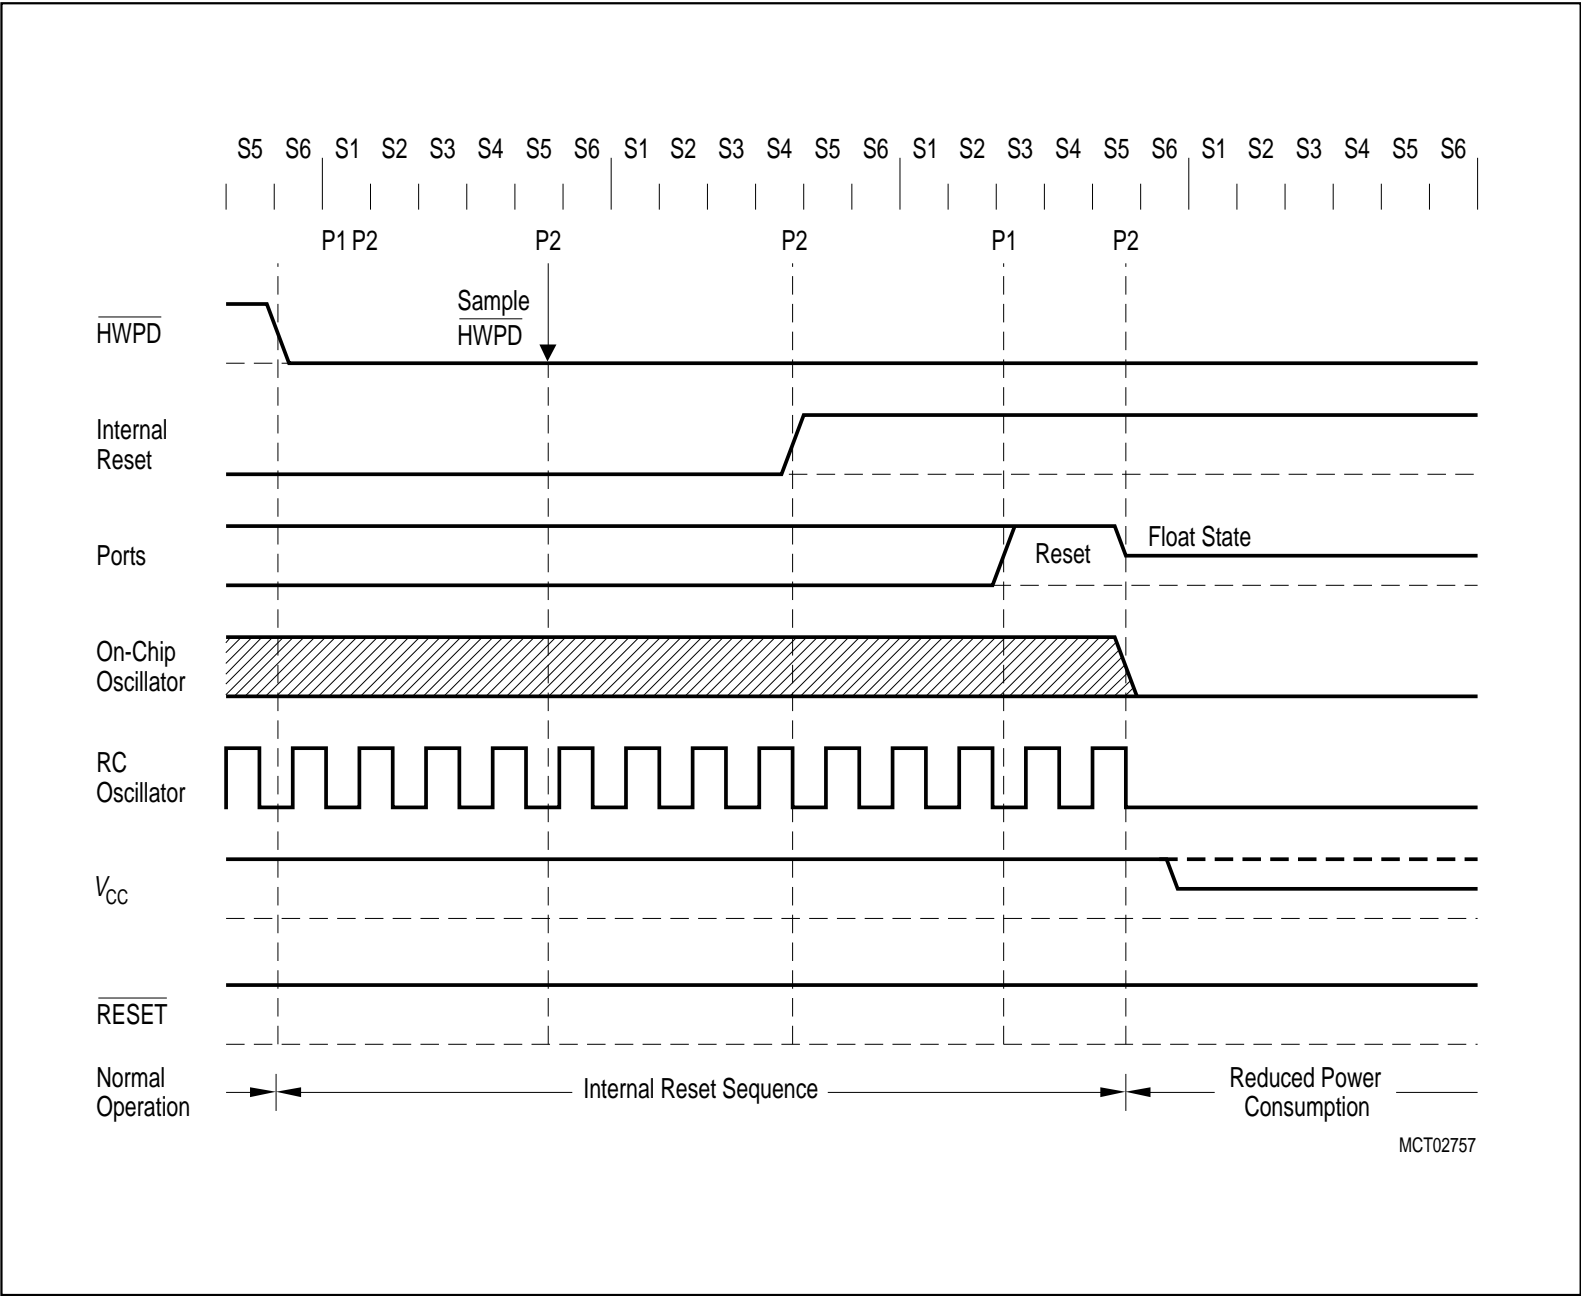 S5 S6 S1 S2 S3 S4 S5 S6 S1 S2 S3 S4 S5 S6 S1 S2 S3 S4 S5 S6 S1 S2 S3 S4 S5 S6
P1 P2 P2 P2 P1 P2
Sample
HWPD
HWPD
Internal
Reset
Ports
Reset
Float State
On-Chip
Oscillator
RC
Oscillator
VCC
RESET
Normal
Operation
Internal Reset Sequence
Reduced Power
Consumption
MCT02757